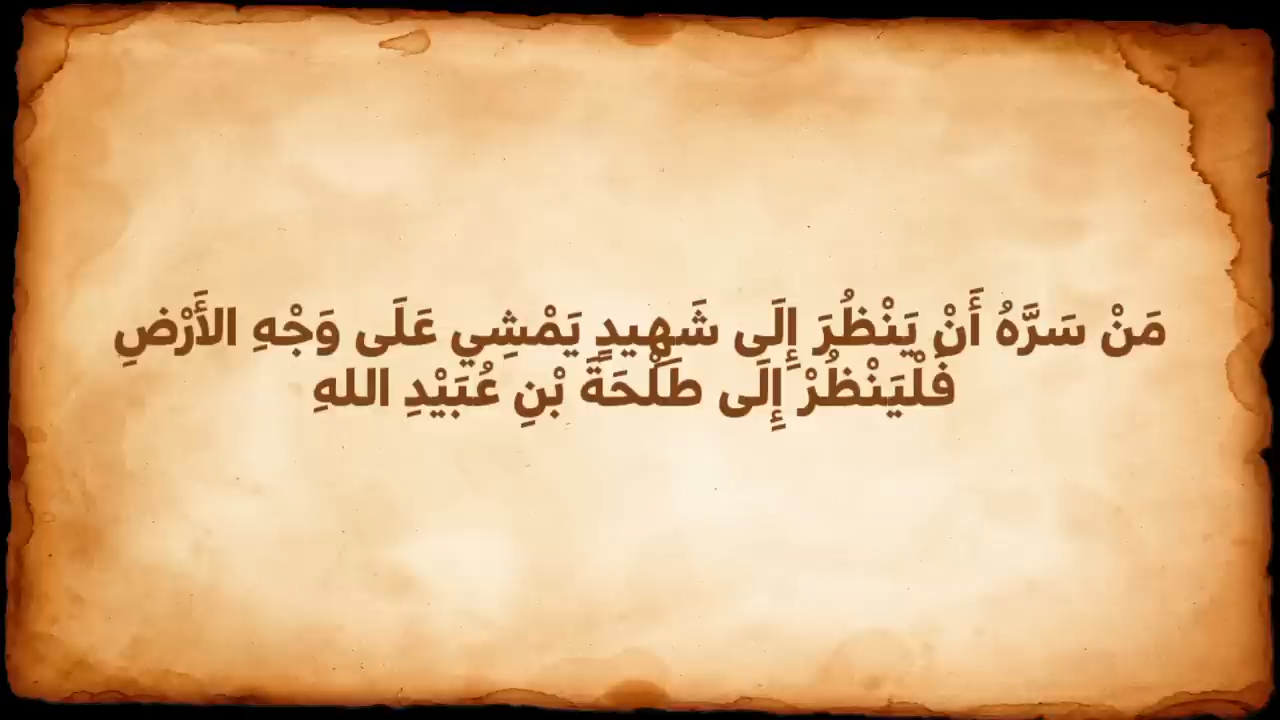 مَنْ سَرَّهُ أَنْ يَنْظُرَ إِلَى شَهِيدٍ يَمْشِي عَلَى وَجْهِ الأَرْضِ
فَلْيَنْظُرْ إِلَى طَلْحَةَ بْنِ عُبَيْدِ اللهِ